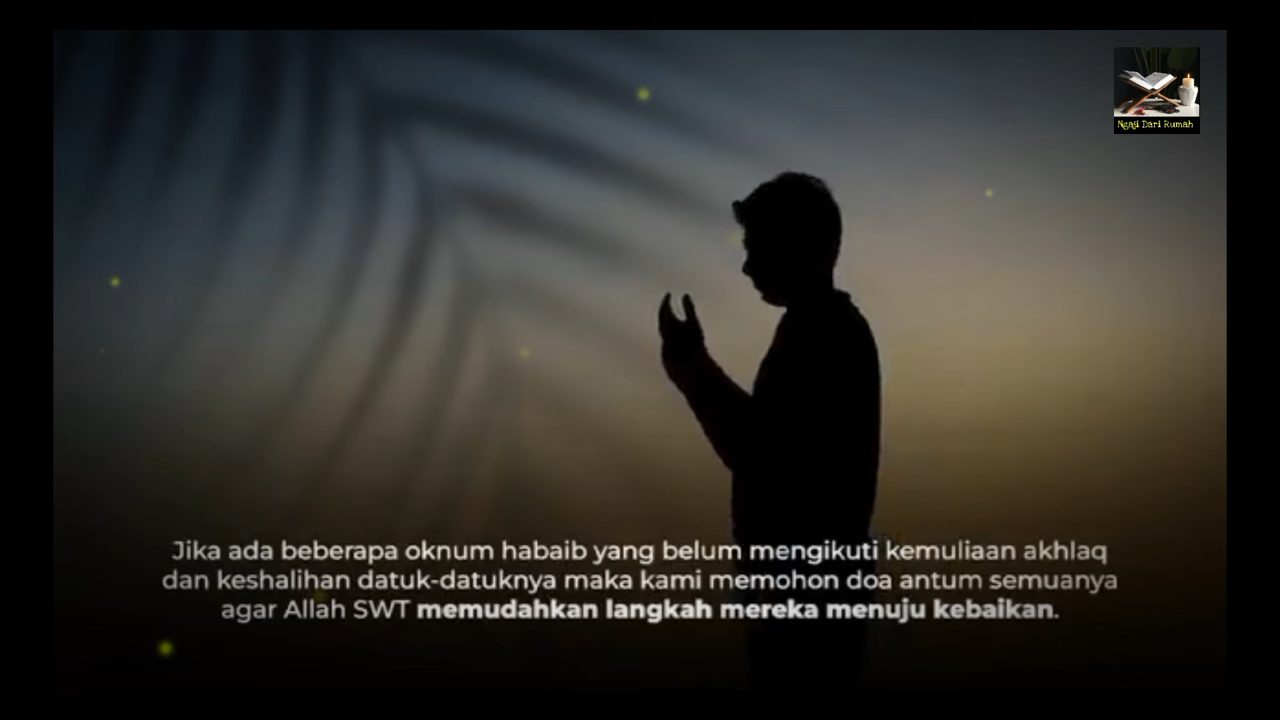 Ngaji Dari Rumah
Jika ada beberapa oknum habaib yang belum mengikuti kemuliaan akhlaq
dan keshalihan datuk-datuknya maka kami memohon doa antum semuanya
agar Allah SWT memudahkan langkah mereka menuju kebaikan.